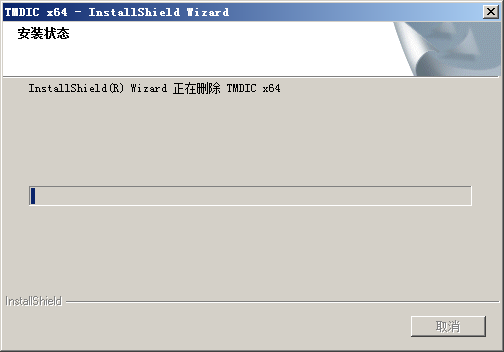 TMDIC x64 - InstallShield Wizard
安装状态
InstallShield(R) Wizard 正在删除 TMDIC x64
InstallShield
取消